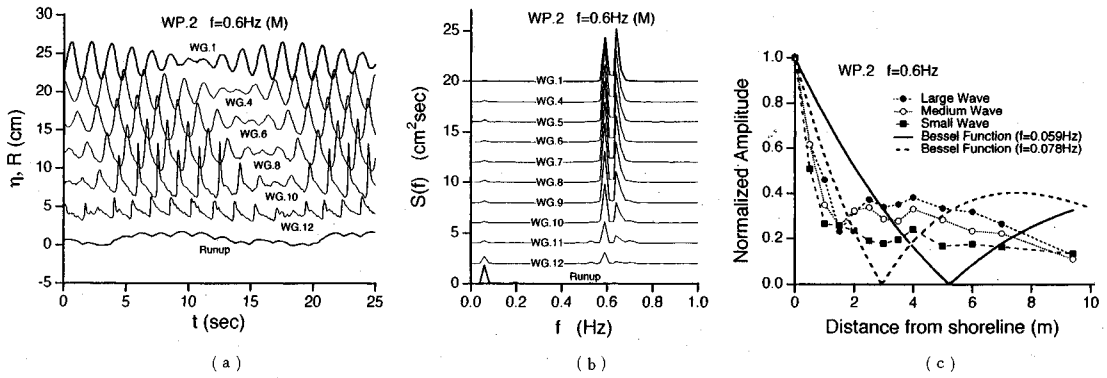 WP.2 f=0.6Hz (M)
30
25
20
15
10
5
0
-5
η, R (cm)
WG.1
WG.4
WG.6
WG.8
WG.10
WG.12
Runup
0 5 10 15 20 25
t (sec)
(a)
WP.2 f=0.6Hz (M)
25
20
15
10
5
0
S(f) (cm²sec)
WG.1
WG.4
WG.5
WG.6
WG.7
WG.8
WG.9
WG.10
WG.11
WG.12
Runup
0.0 0.2 0.4 0.6 0.8 1.0
f (Hz)
(b)
WP.2 f=0.6Hz
1.0
0.8
0.6
0.4
0.2
0.0
Normalized Amplitude
Large Wave
Medium Wave
Small Wave
Bessel Function (f=0.059Hz)
Bessel Function (f=0.078Hz)
0 2 4 6 8 10
Distance from shoreline (m)
(c)